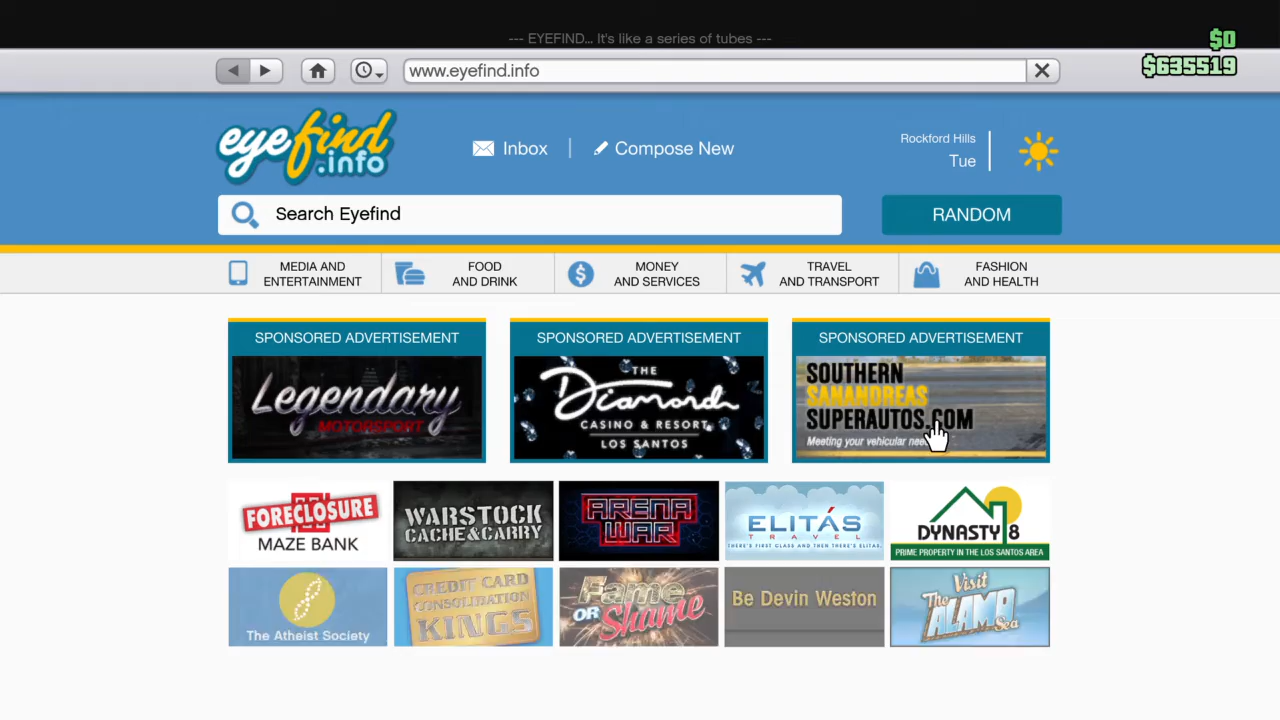 --- EYEFIND... It's like a series of tubes ---
$0
$635519
www.eyefind.info
eyefind
.info
Inbox
Compose New
Rockford Hills
Tue
Search Eyefind
RANDOM
MEDIA AND
ENTERTAINMENT
FOOD
AND DRINK
MONEY
AND SERVICES
TRAVEL
AND TRANSPORT
FASHION
AND HEALTH
SPONSORED ADVERTISEMENT
Legendary
MOTORSPORT
SPONSORED ADVERTISEMENT
THE
Diamond
CASINO & RESORT
LOS SANTOS
SPONSORED ADVERTISEMENT
SOUTHERN
SANANDREAS
SUPERAUTOS.COM
Meeting your vehicular
FORECLOSURE
MAZE BANK
WARSTOCK
CACHE&CARRY
ARENA
WAR
ELITÁS
TRAVEL
THERE'S FIRST CLASS AND THEN THERE'S ELITAS.
DYNASTY 8
PRIME PROPERTY IN THE LOS SANTOS AREA
The Atheist Society
CREDIT CARD
CONSOLIDATION
KINGS
Fame
OR Shame
Be Devin Weston
Visit
The ALAMO
Sea